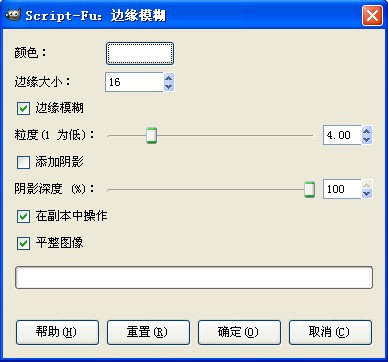 Script-Fu: 边缘模糊
颜色：
边缘大小： 16
边缘模糊
粒度(1 为低)： 4.00
添加阴影
阴影深度 (%)： 100
在副本中操作
平整图像
帮助(H) 重置(R) 确定(O) 取消(C)